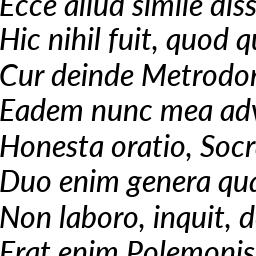 Ecce aliud simile diss
Hic nihil fuit, quod qu
Cur deinde Metrodor
Eadem nunc mea adv
Honesta oratio, Socra
Duo enim genera qua
Non laboro, inquit, d
Erat enim Polemonis